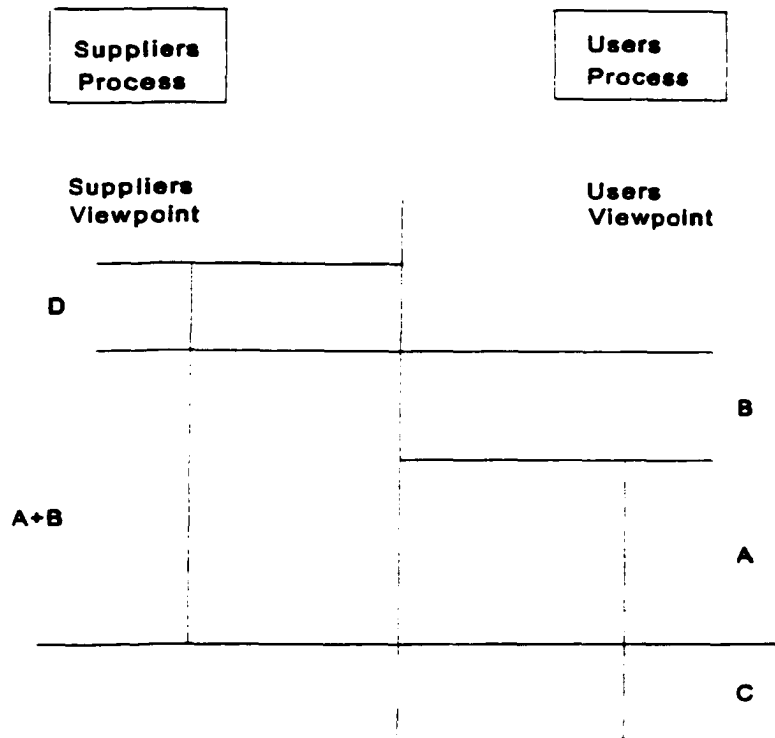 Suppliers
Process
Users
Process
Suppliers
Viewpoint
Users
Viewpoint
D
B
A+B
A
C